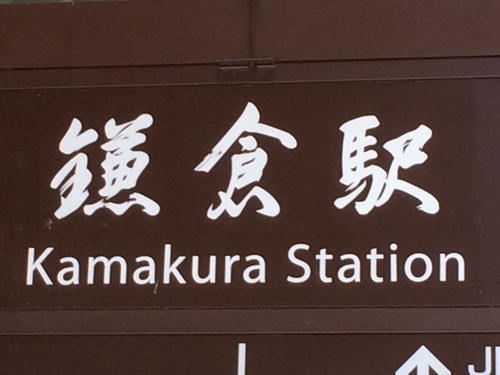 鎌倉駅
Kamakura Station